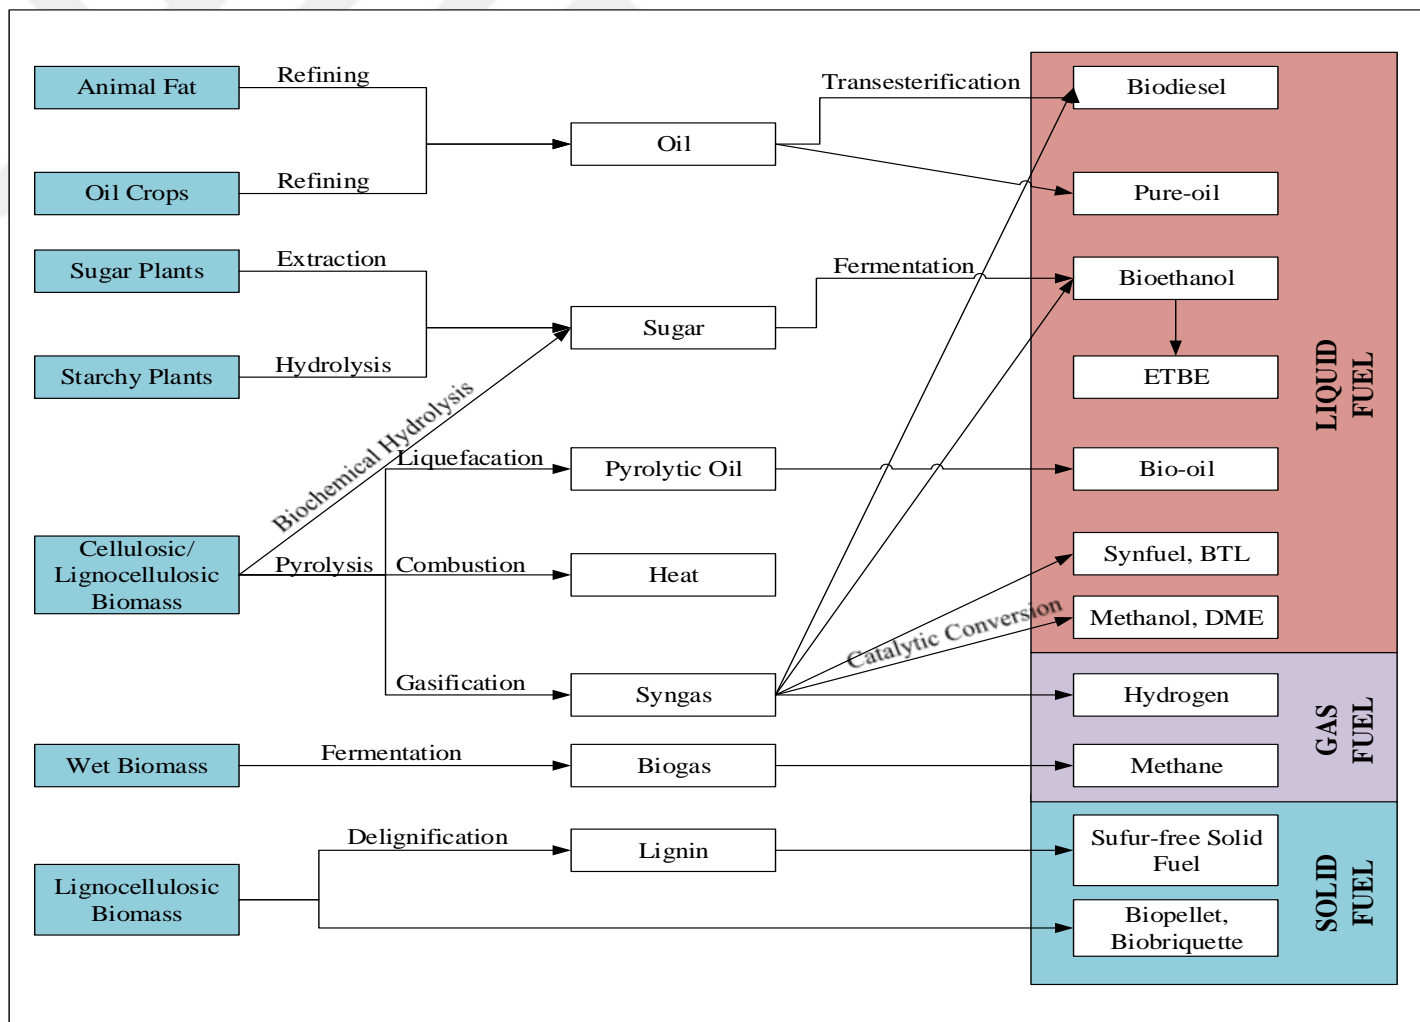 Animal Fat
Refining
Transesterification
Biodiesel
Oil
Oil Crops
Refining
Pure-oil
Sugar Plants
Extraction
Fermentation
Bioethanol
Sugar
Starchy Plants
Hydrolysis
ETBE
LIQUID
FUEL
Biochemical Hydrolysis
Liquefacation
Pyrolytic Oil
Bio-oil
Cellulosic/
Lignocellulosic
Biomass
Pyrolysis
Combustion
Heat
Synfuel, BTL
Catalytic Conversion
Methanol, DME
Gasification
Syngas
Hydrogen
GAS
FUEL
Wet Biomass
Fermentation
Biogas
Methane
Delignification
Lignin
Sufur-free Solid
Fuel
SOLID
FUEL
Lignocellulosic
Biomass
Biopellet,
Biobriquette